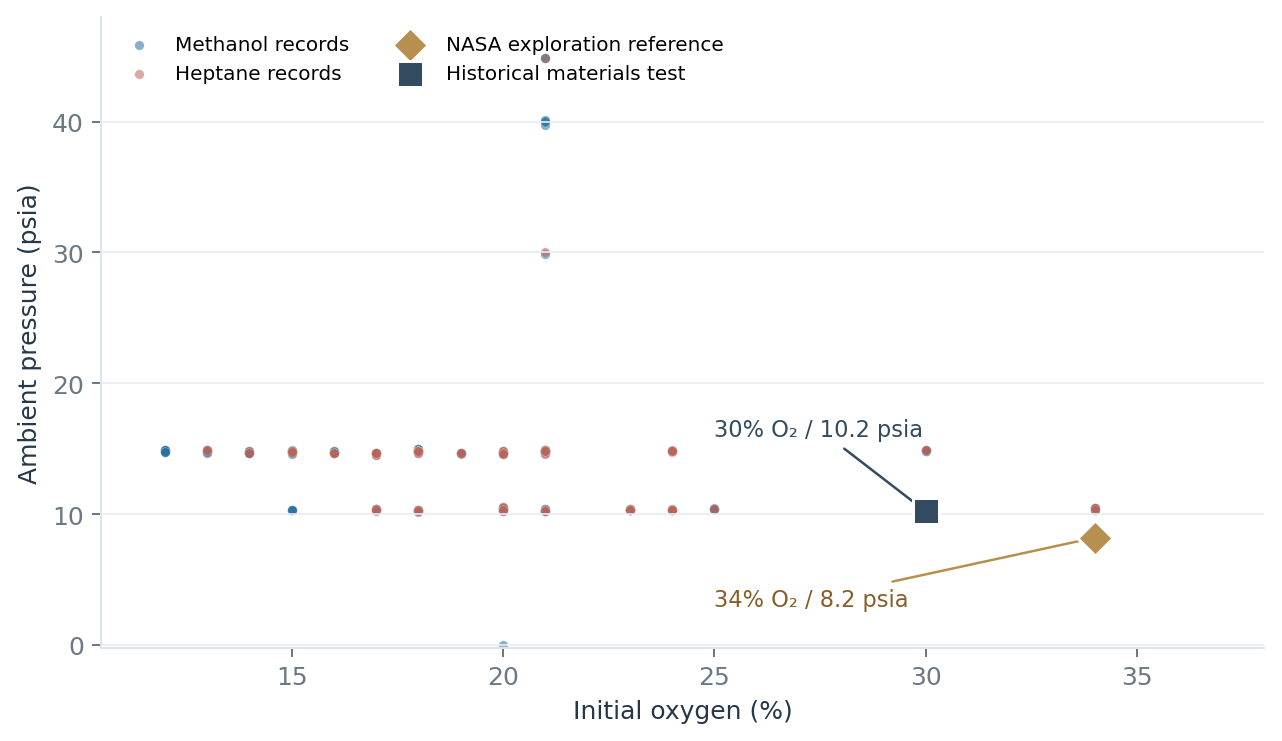 Methanol records
Heptane records
NASA exploration reference
Historical materials test
Ambient pressure (psia)
40
30
20
10
0
30% O₂ / 10.2 psia
34% O₂ / 8.2 psia
15
20
25
30
35
Initial oxygen (%)